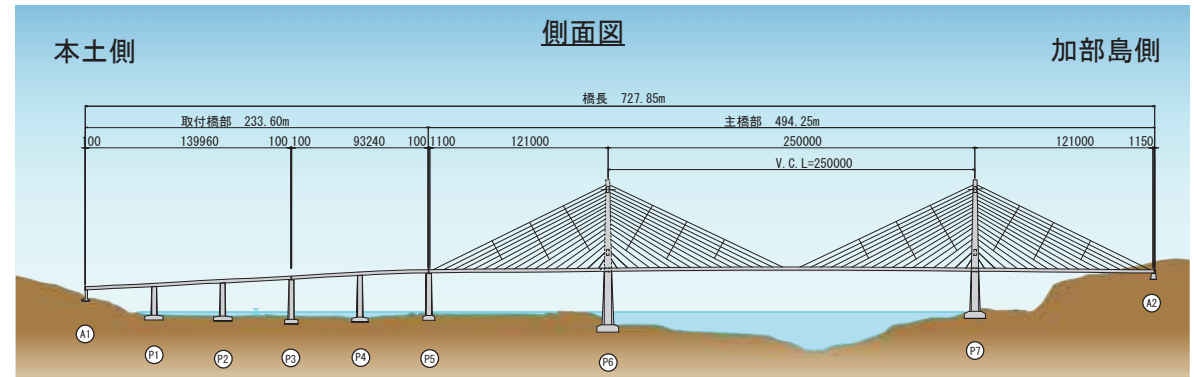 側面図
本土側
加部島側
橋長 727.85m
取付橋部 233.60m
主橋部 494.25m
100 139960 100 100 93240 100 1100 121000 250000 121000 1150
V.C.L=250000
A1 P1 P2 P3 P4 P5 P6 P7 A2